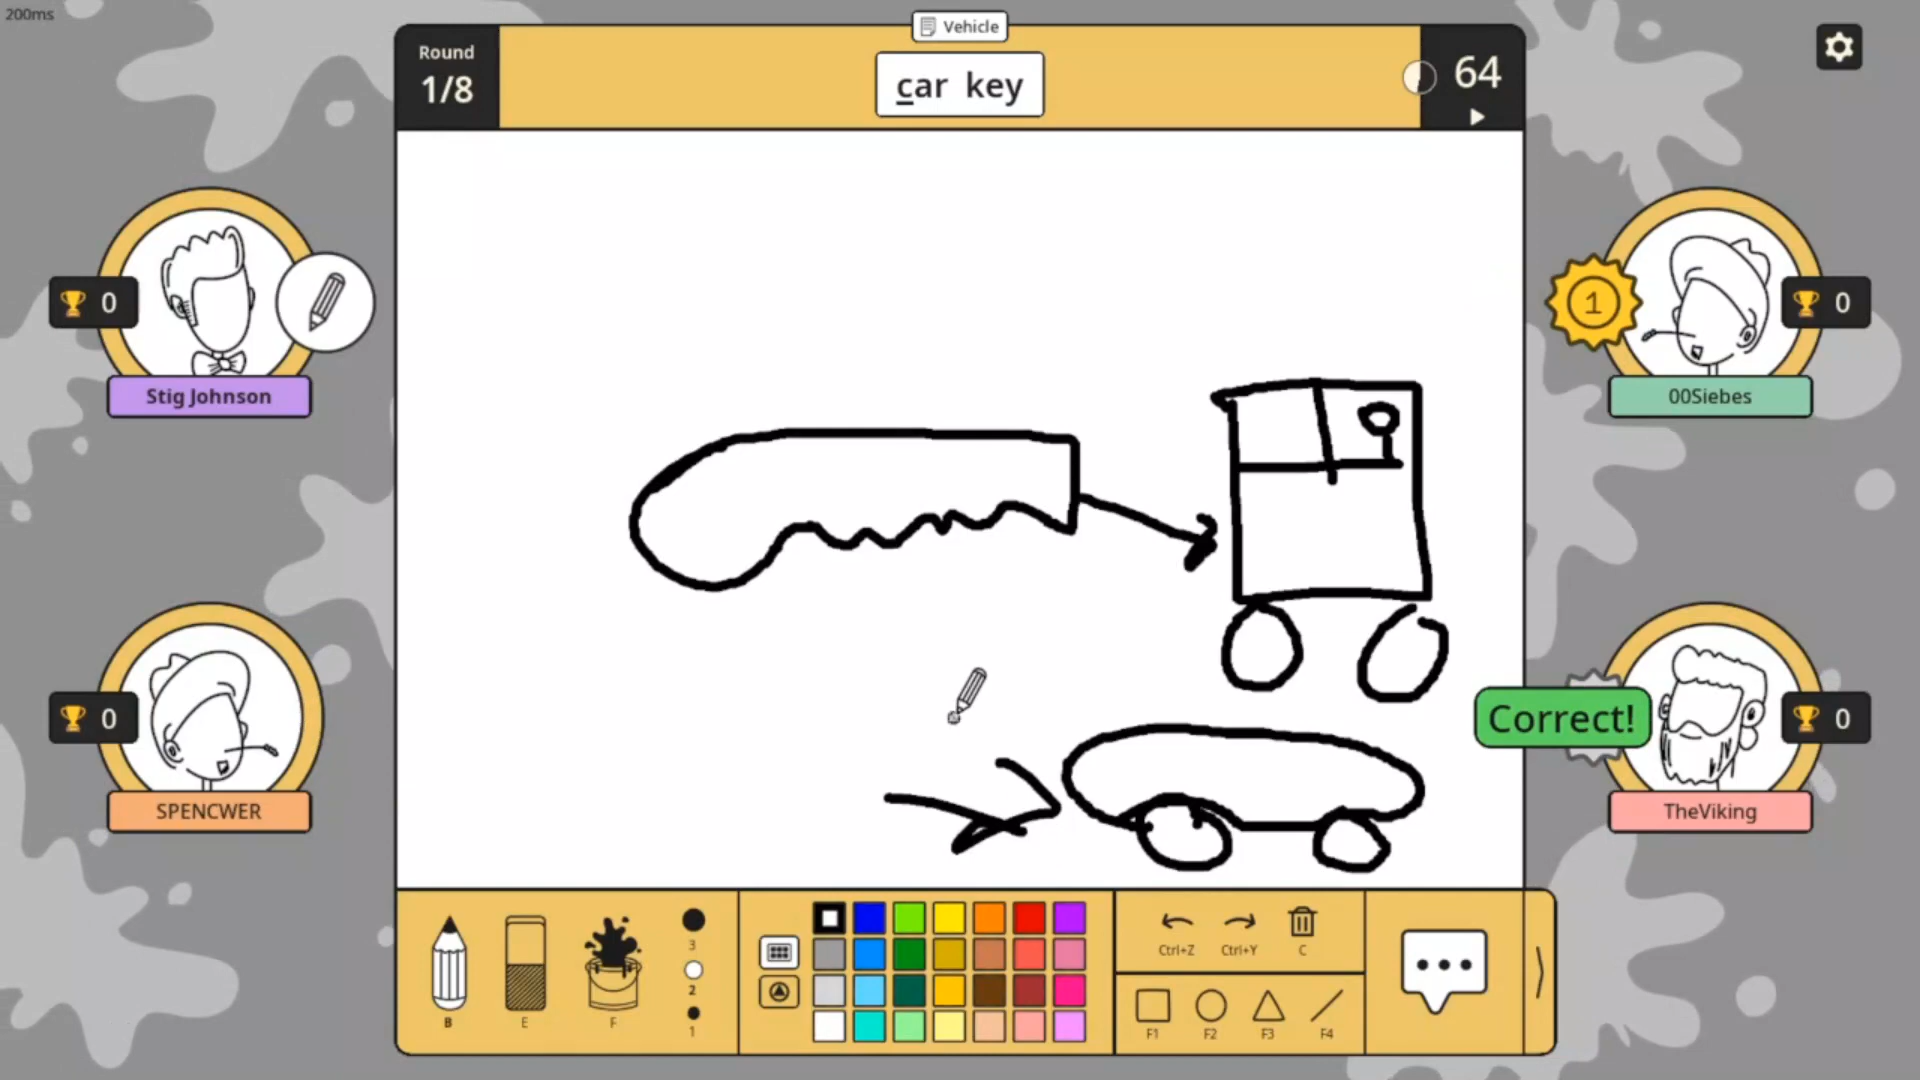 200ms
Vehicle
Round
1/8
car key
64
0
Stig Johnson
1
0
00Siebes
0
SPENCWER
Correct!
0
TheViking
B
E
F
3
2
1
Ctrl+Z
Ctrl+Y
C
F1
F2
F3
F4